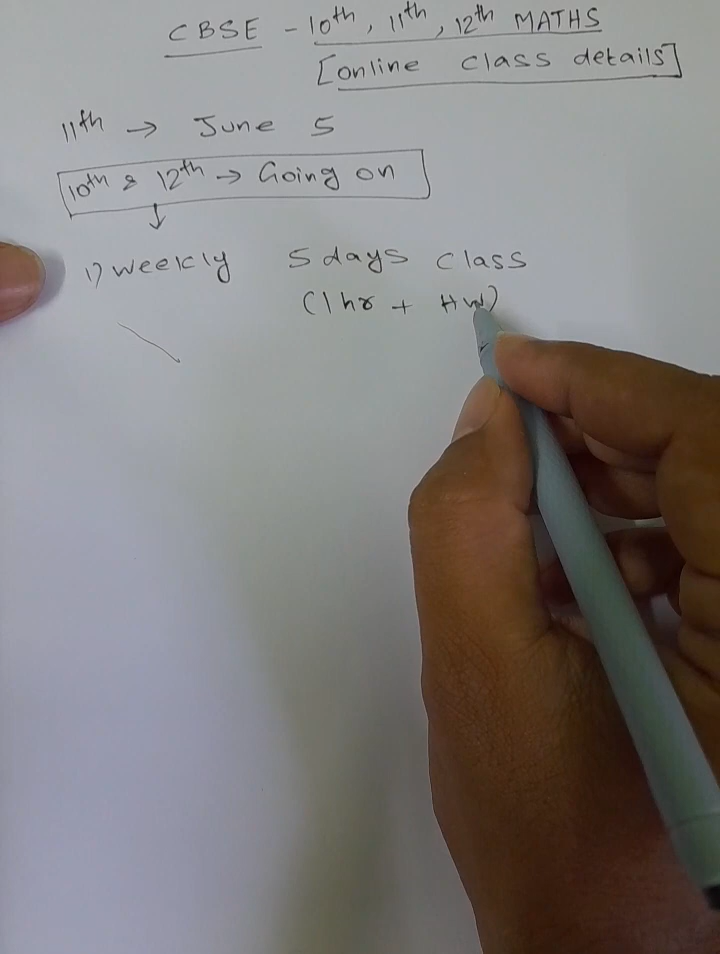 CBSE - 10th, 11th, 12th MATHS
[online class details]
11th → June 5
10th & 12th → Going on
↓
1) weekly 5 days class
(1 hr + HW)